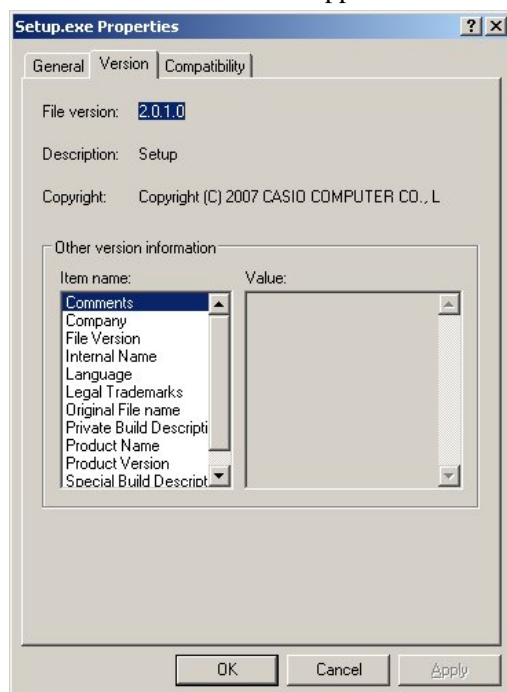 Setup.exe Properties
General Version Compatibility
File version: 2.0.1.0
Description: Setup
Copyright: Copyright (C) 2007 CASIO COMPUTER CO., L
Other version information
Item name: Value:
Comments
Company
File Version
Internal Name
Language
Legal Trademarks
Original File name
Private Build Descripti
Product Name
Product Version
Special Build Descript
OK Cancel Apply